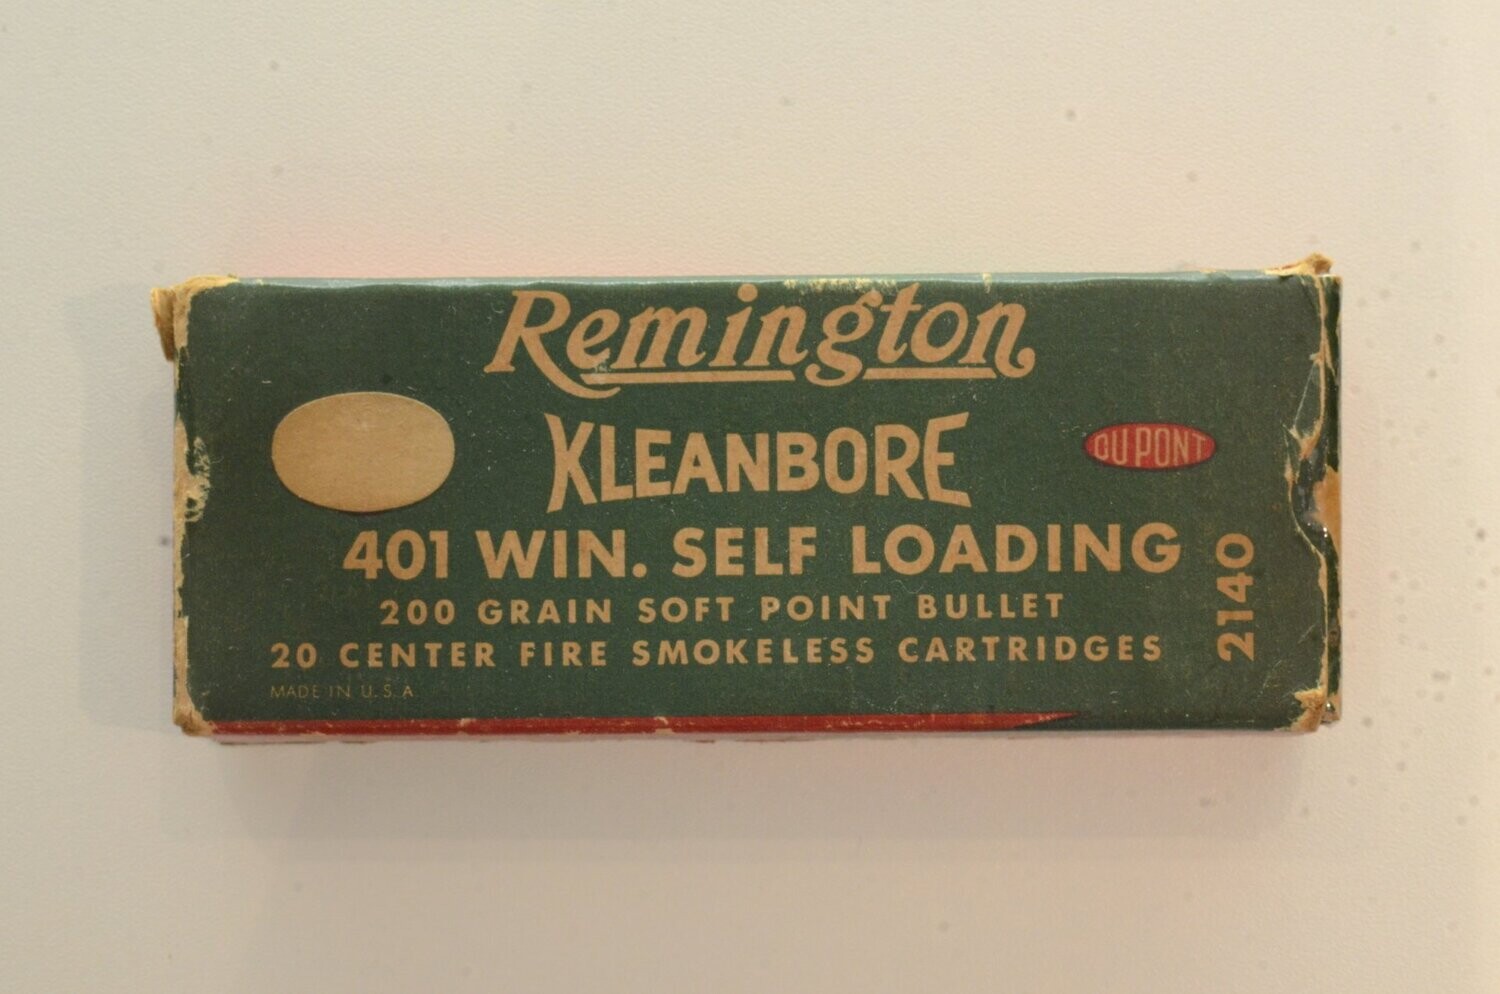 Remington
KLEANBORE
DU PONT
401 WIN. SELF LOADING
200 GRAIN SOFT POINT BULLET
20 CENTER FIRE SMOKELESS CARTRIDGES
MADE IN U.S.A.
2140